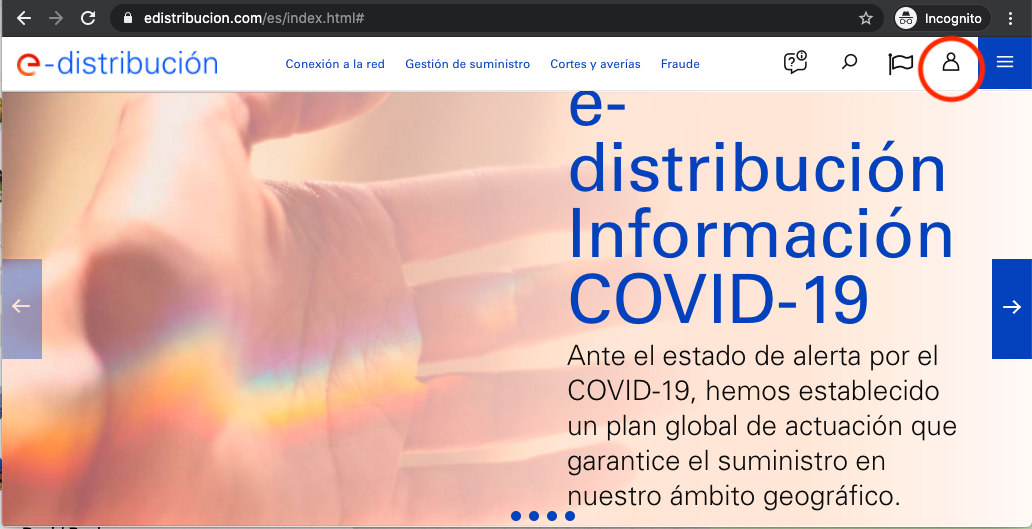 edistribucion.com/es/index.html#
Incognito
e-distribución
Conexión a la red Gestión de suministro Cortes y averías Fraude
e-
distribución
Información
COVID-19
Ante el estado de alerta por el
COVID-19, hemos establecido
un plan global de actuación que
garantice el suministro en
nuestro ámbito geográfico.